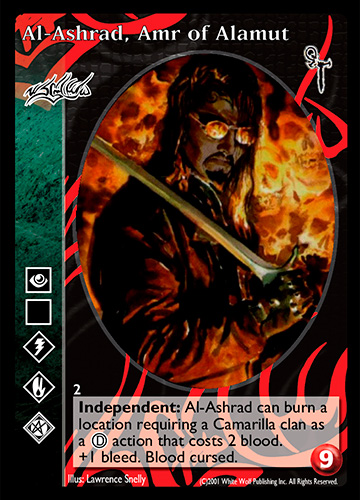 Al-Ashrad, Amr of Alamut
2
Independent: Al-Ashrad can burn a
location requiring a Camarilla clan as
a Ⓓ action that costs 2 blood.
+1 bleed. Blood cursed.
9
Illus: Lawrence Snelly
(C)2001 White Wolf Publishing Inc. All Rights Reserved.